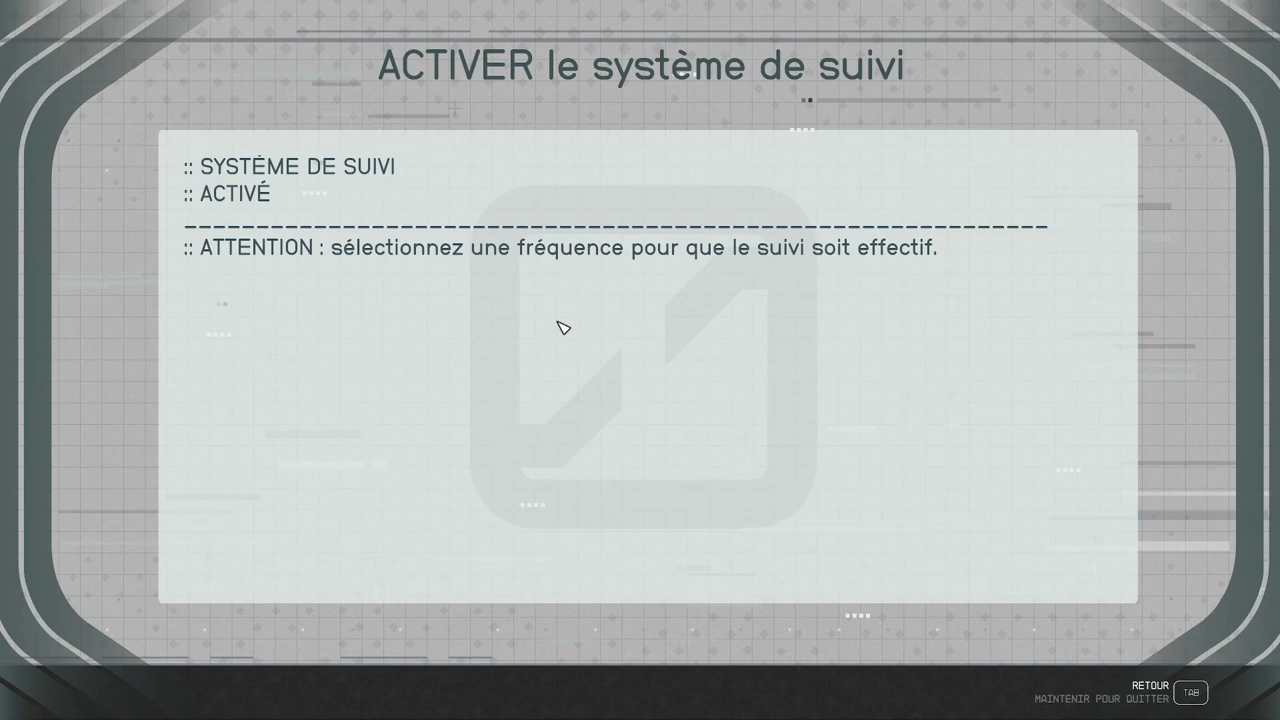 ACTIVER le système de suivi
:: SYSTÈME DE SUIVI
:: ACTIVÉ
:: ATTENTION : sélectionnez une fréquence pour que le suivi soit effectif.
RETOUR
MAINTENIR POUR QUITTER
TAB